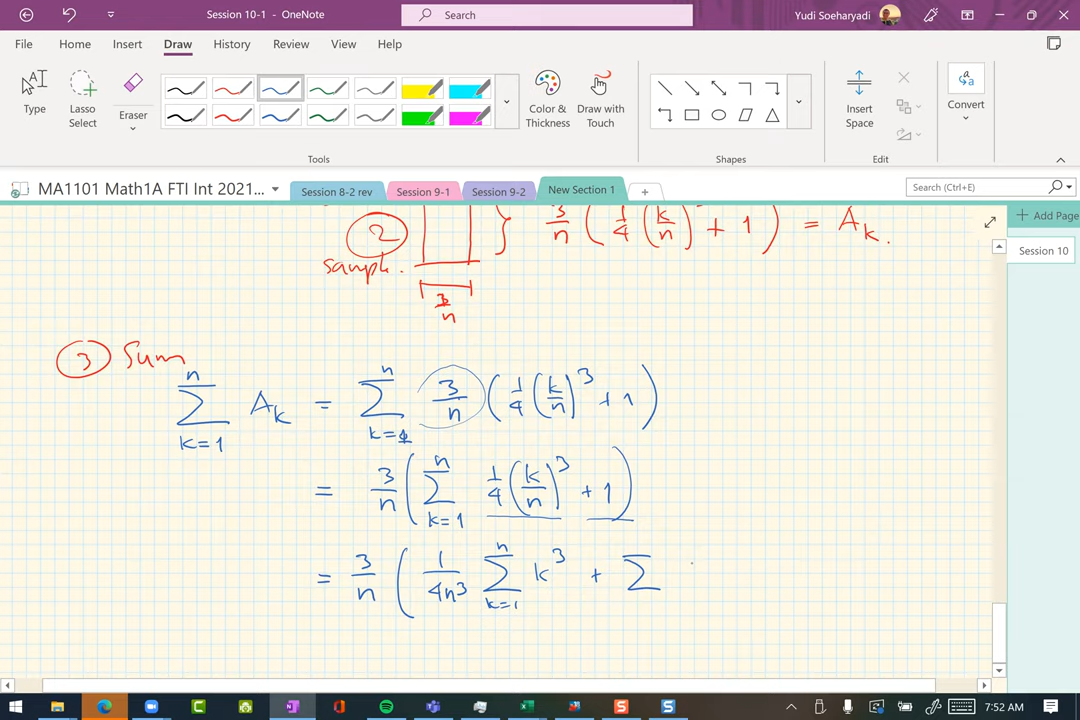 Session 10-1 - OneNote
Search
Yudi Soeharyadi
File Home Insert Draw History Review View Help
Type
Lasso Select
Eraser
Color & Thickness
Draw with Touch
Insert Space
Convert
Tools
Shapes
Edit
MA1101 Math1A FTI Int 2021...
Session 8-2 rev
Session 9-1
Session 9-2
New Section 1
+
Search (Ctrl+E)
Add Page
Session 10
2 } 3/n ( 1/4 (k/n) + 1 ) = A_k.
sample.
3/n
3 Sum
∑_{k=1}^{n} A_k = ∑_{k=1}^{n} 3/n ( 1/4 (k/n)^3 + 1 )
= 3/n ( ∑_{k=1}^{n} 1/4 (k/n)^3 + 1 )
= 3/n ( 1/4n^3 ∑_{k=1}^{n} k^3 + ∑
7:52 AM